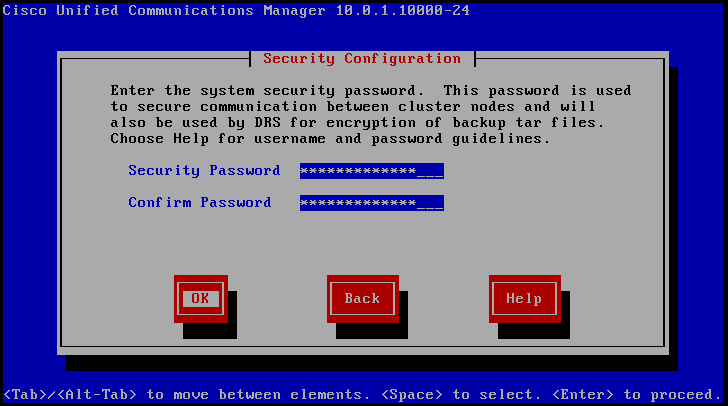 Cisco Unified Communications Manager 10.0.1.10000-24
Security Configuration
Enter the system security password.  This password is used
to secure communication between cluster nodes and will
also be used by DRS for encryption of backup tar files.
Choose Help for username and password guidelines.
Security Password  *************___
Confirm Password  *************___
OK  Back  Help
<Tab>/<Alt-Tab> to move between elements. <Space> to select. <Enter> to proceed.